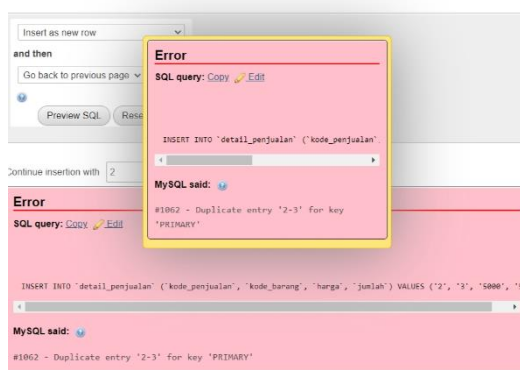 Insert as new row
and then
Go back to previous page
Preview SQL Rese
Continue insertion with 2
Error
SQL query: Copy Edit
INSERT INTO `detail_penjualan` (`kode_penjualan`
MySQL said:
#1062 - Duplicate entry '2-3' for key
'PRIMARY'
Error
SQL query: Copy Edit
INSERT INTO `detail_penjualan` (`kode_penjualan`, `kode_barang`, `harga`, `jumlah`) VALUES ('2', '3', '5000', '5
MySQL said:
#1062 - Duplicate entry '2-3' for key 'PRIMARY'